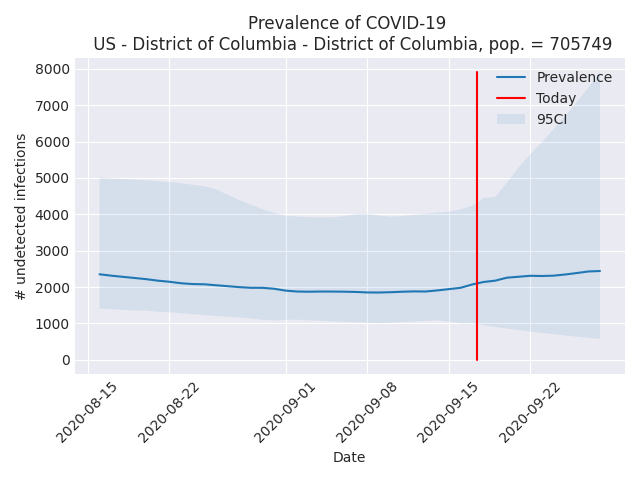 Prevalence of COVID-19
US - District of Columbia - District of Columbia, pop. = 705749
8000
7000
6000
5000
4000
3000
2000
1000
0
# undetected infections
Prevalence
Today
95CI
2020-08-15
2020-08-22
2020-09-01
2020-09-08
2020-09-15
2020-09-22
Date